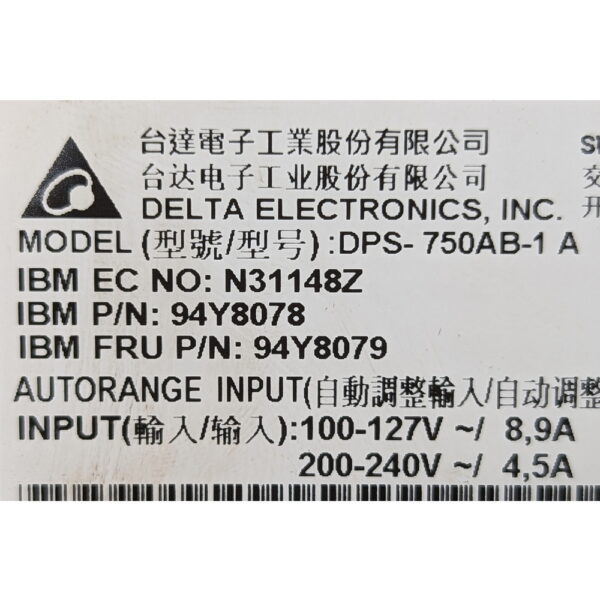 台達電子工業股份有限公司
台达电子工业股份有限公司
DELTA ELECTRONICS, INC.
交
开
MODEL (型號/型号) :DPS- 750AB-1 A
IBM EC NO: N31148Z
IBM P/N: 94Y8078
IBM FRU P/N: 94Y8079
AUTORANGE INPUT(自動調整輸入/自动调整
INPUT(輸入/输入):100-127V ~/ 8,9A
200-240V ~/ 4,5A